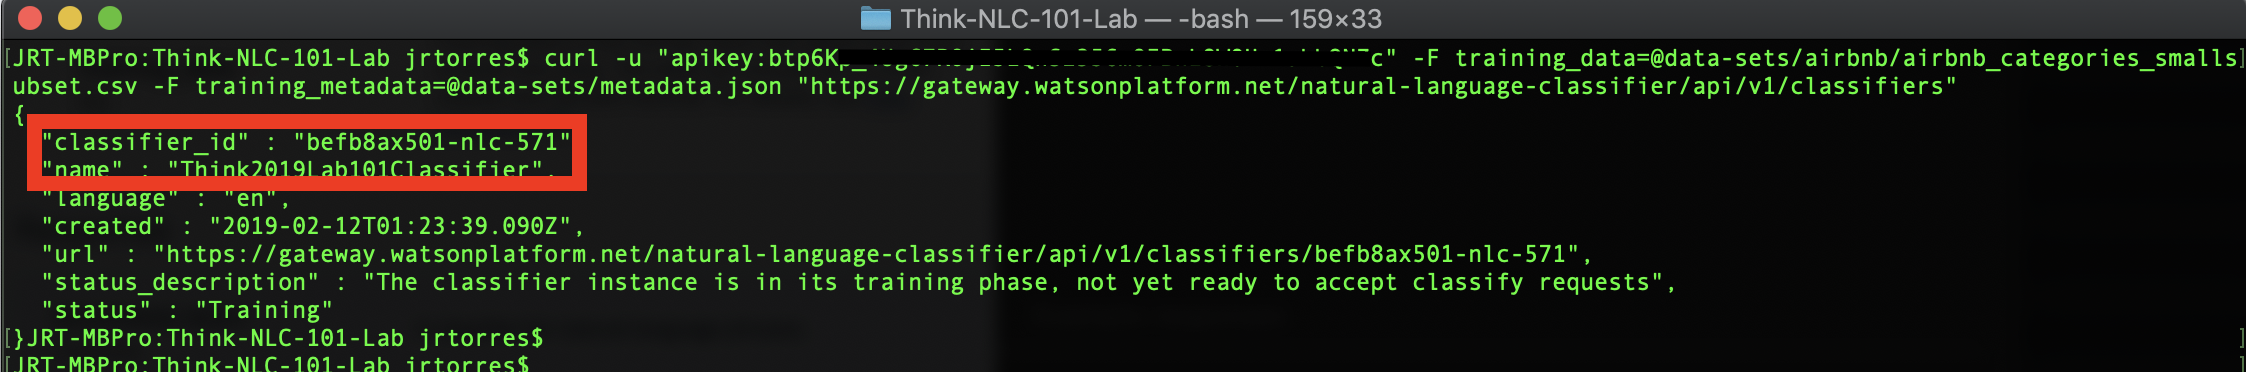 Think-NLC-101-Lab — -bash — 159×33
[JRT-MBPro:Think-NLC-101-Lab jrtorres$ curl -u "apikey:btp6K c" -F training_data=@data-sets/airbnb/airbnb_categories_smalls]
ubset.csv -F training_metadata=@data-sets/metadata.json "https://gateway.watsonplatform.net/natural-language-classifier/api/v1/classifiers"
{
"classifier_id" : "befb8ax501-nlc-571"
"name" : "Think2019Lab101Classifier",
"language" : "en",
"created" : "2019-02-12T01:23:39.090Z",
"url" : "https://gateway.watsonplatform.net/natural-language-classifier/api/v1/classifiers/befb8ax501-nlc-571",
"status_description" : "The classifier instance is in its training phase, not yet ready to accept classify requests",
"status" : "Training"
[}JRT-MBPro:Think-NLC-101-Lab jrtorres$ ]
[JRT-MBPro:Think-NLC-101-Lab jrtorres$ ]